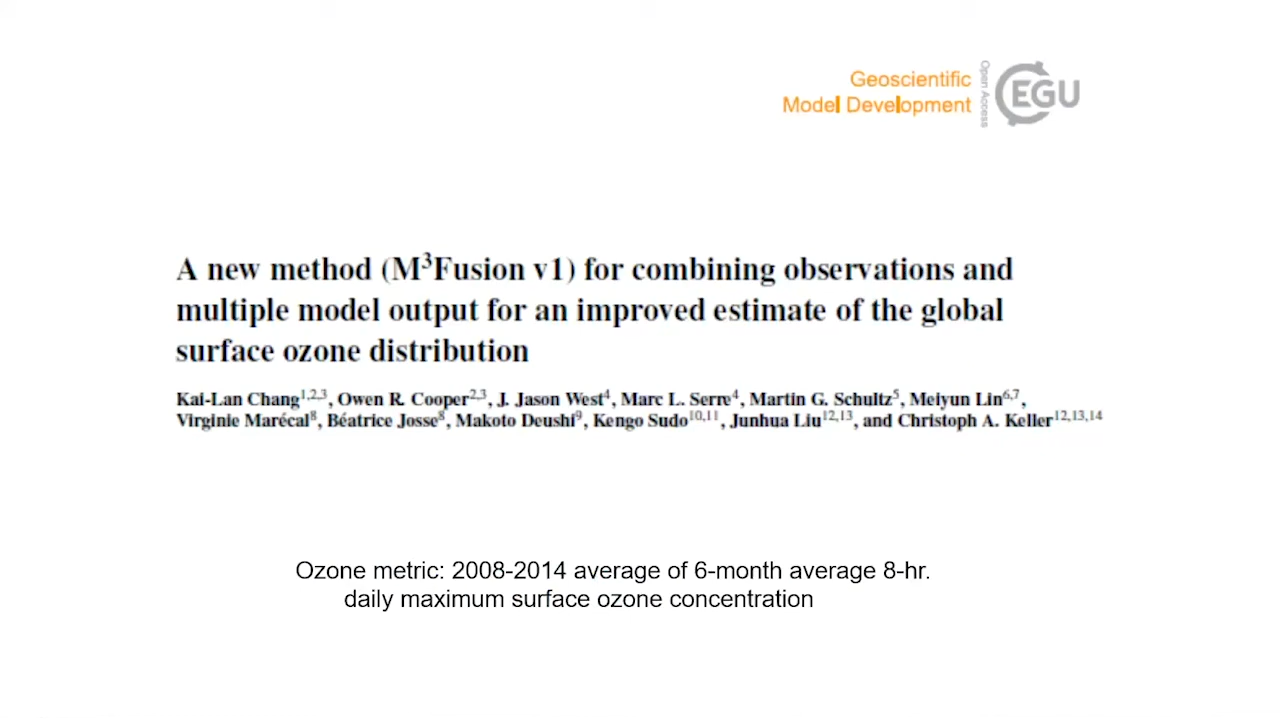 Geoscientific
Model Development
Open Access
EGU
A new method (M³Fusion v1) for combining observations and
multiple model output for an improved estimate of the global
surface ozone distribution
Kai-Lan Chang1,2,3, Owen R. Cooper2,3, J. Jason West4, Marc L. Serre4, Martin G. Schultz5, Meiyun Lin6,7,
Virginie Marécal8, Béatrice Josse8, Makoto Deushi9, Kengo Sudo10,11, Junhua Liu12,13, and Christoph A. Keller12,13,14
Ozone metric: 2008-2014 average of 6-month average 8-hr.
daily maximum surface ozone concentration